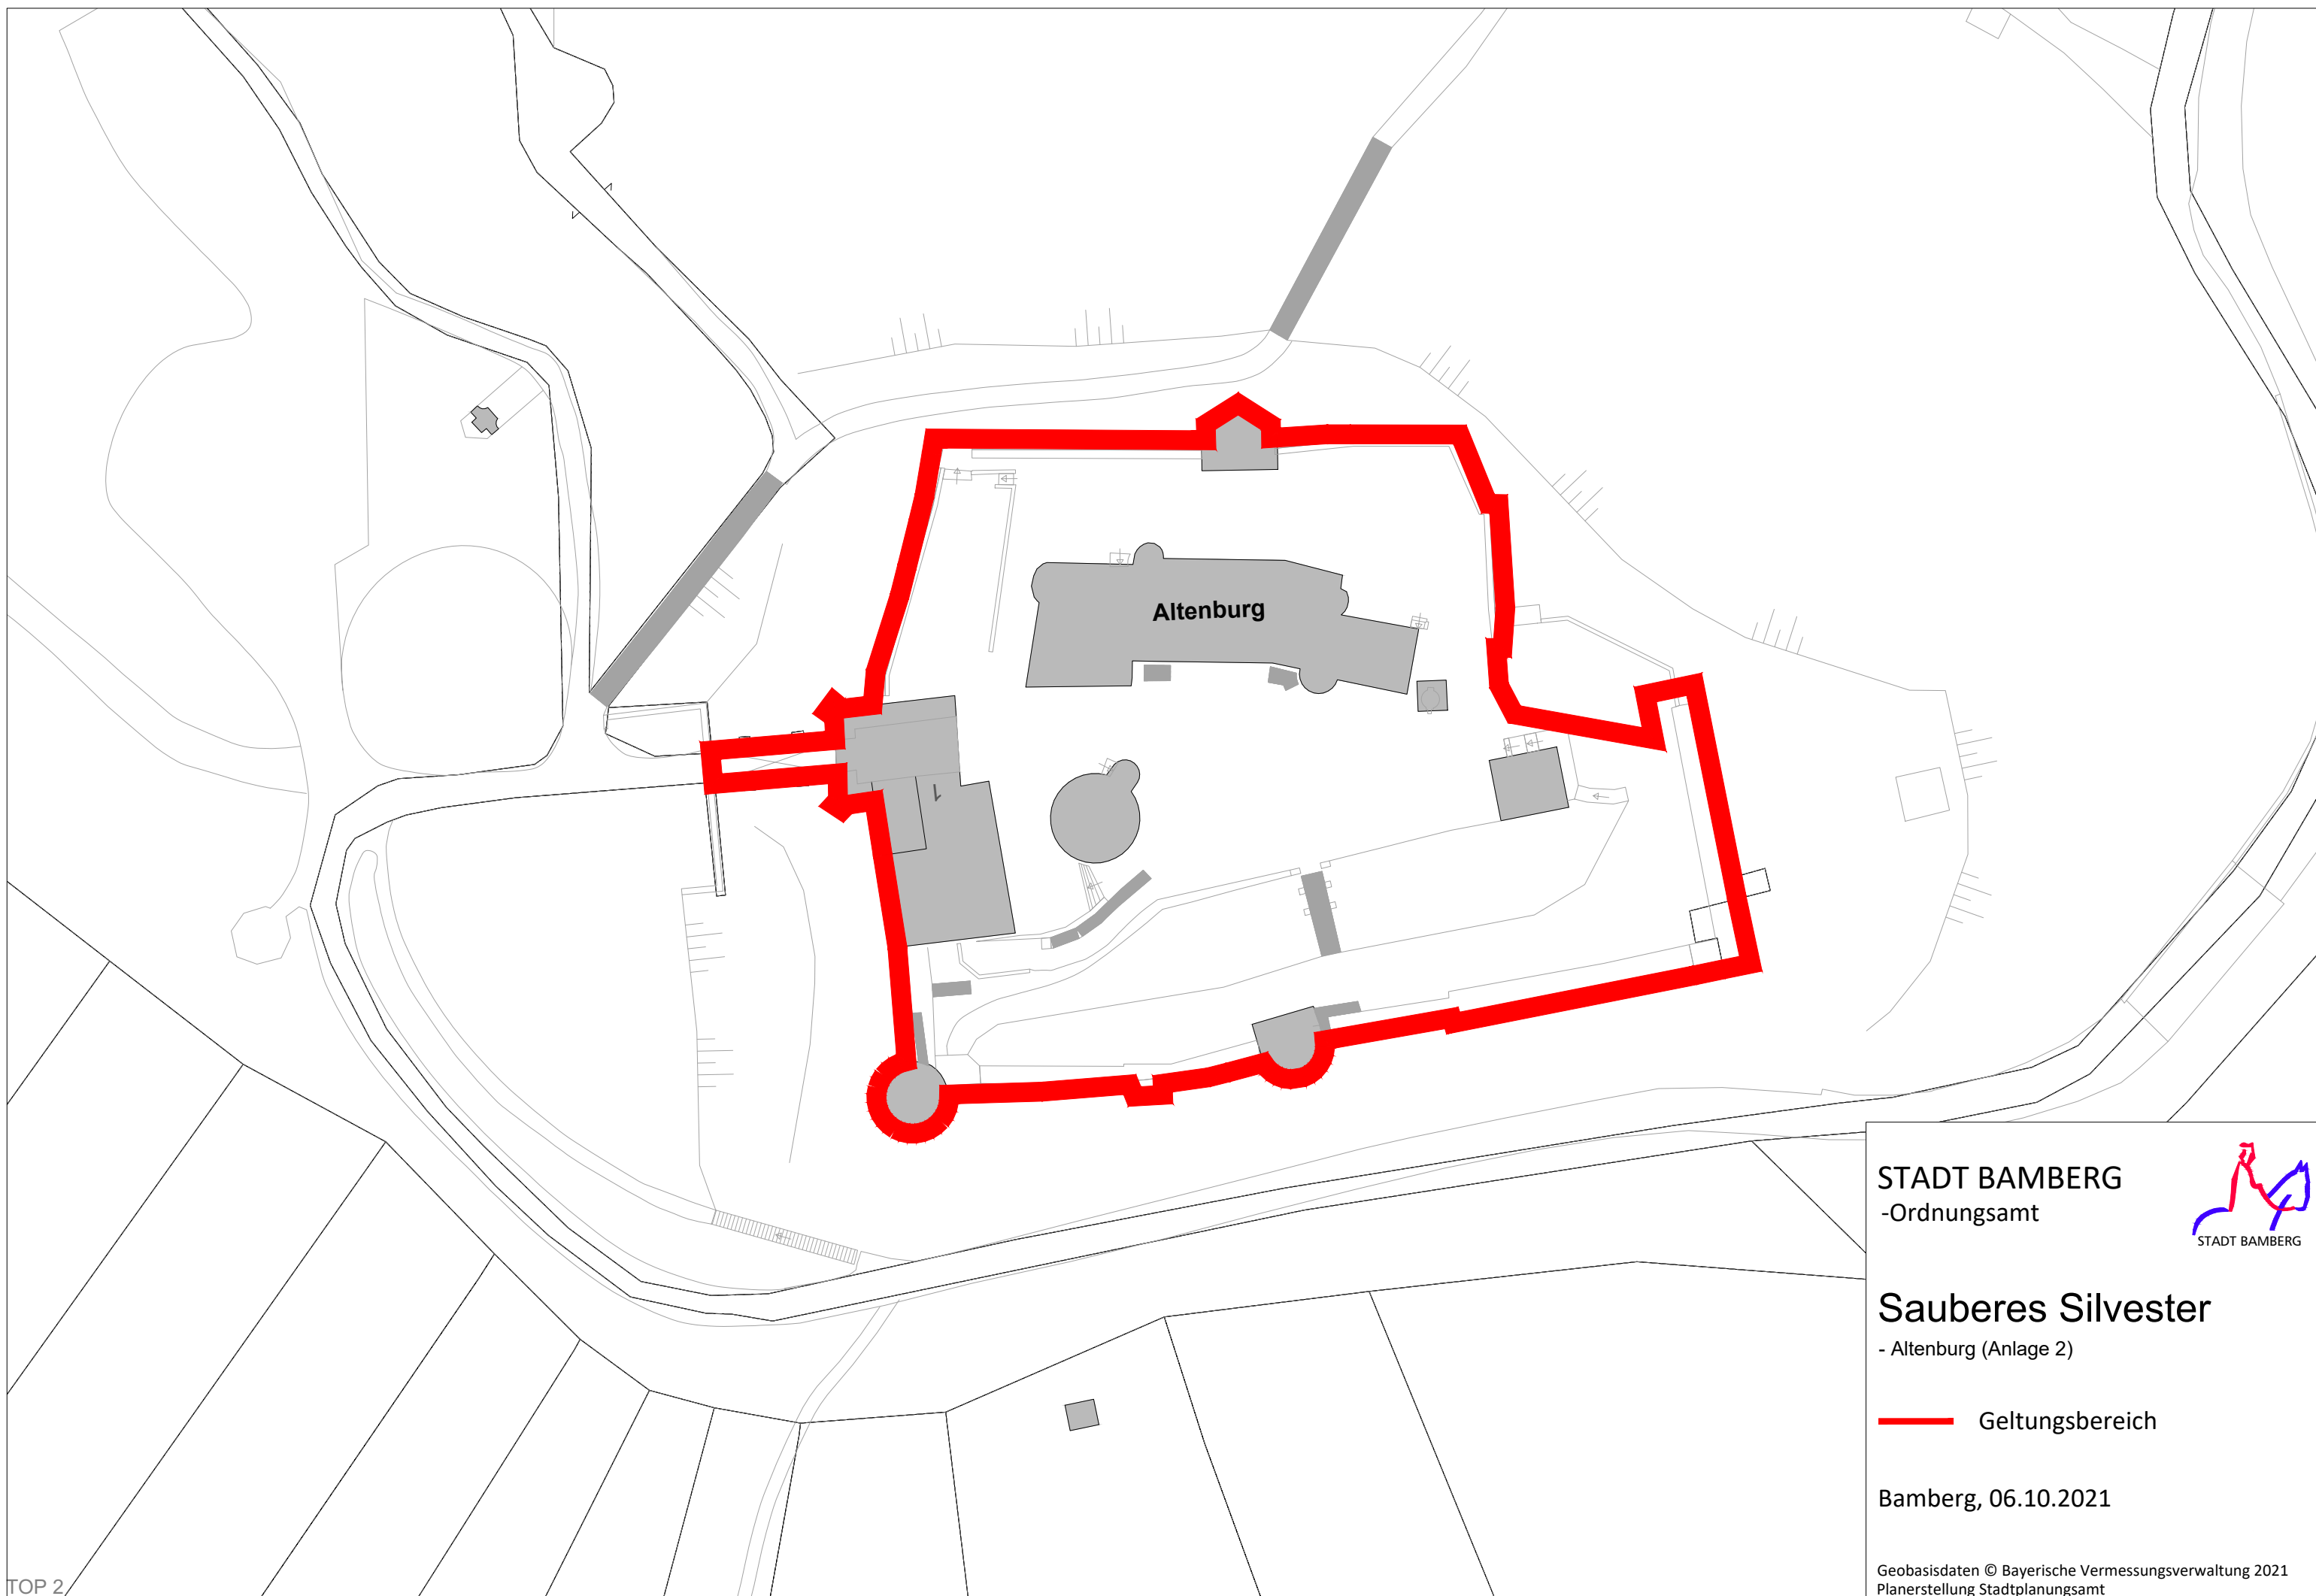 Altenburg
1
STADT BAMBERG
-Ordnungsamt
STADT BAMBERG
Sauberes Silvester
- Altenburg (Anlage 2)
Geltungsbereich
Bamberg, 06.10.2021
Geobasisdaten © Bayerische Vermessungsverwaltung 2021
Planerstellung Stadtplanungsamt
TOP 2